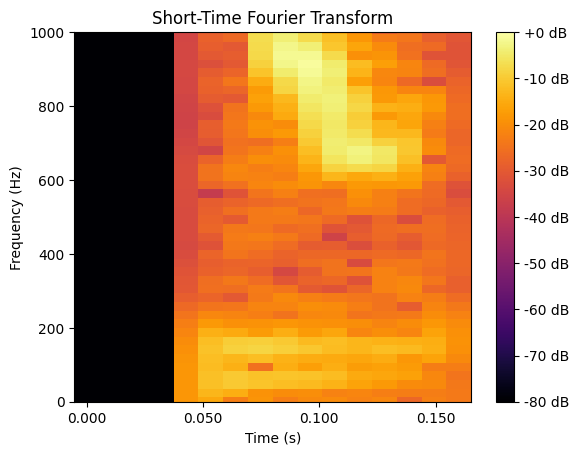 Short-Time Fourier Transform
1000
800
600
400
200
0
Frequency (Hz)
0.000
0.050
0.100
0.150
Time (s)
+0 dB
-10 dB
-20 dB
-30 dB
-40 dB
-50 dB
-60 dB
-70 dB
-80 dB